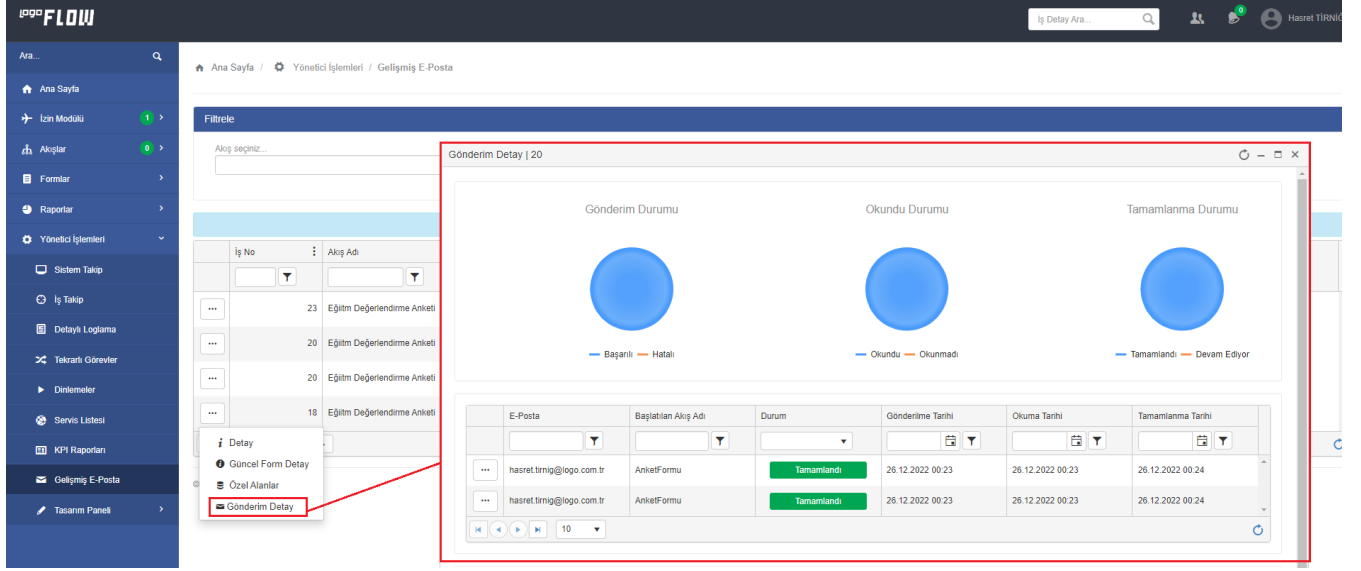 LOGO FLOW
İş Detay Ara...
0
Hasret TİRNİĞ
Ara...
Ana Sayfa / Yönetici İşlemleri / Gelişmiş E-Posta
Ana Sayfa
İzin Modülü 1
Akışlar 0
Formlar
Raporlar
Yönetici İşlemleri
Sistem Takip
İş Takip
Detaylı Loglama
Tekrarlı Görevler
Dinlemeler
Servis Listesi
KPI Raporları
Gelişmiş E-Posta
Tasarım Paneli
Filtrele
Akış seçiniz...
İş No Akış Adı
23 Eğiitm Değerlendirme Anketi
20 Eğiitm Değerlendirme Anketi
20 Eğiitm Değerlendirme Anketi
18 Eğiitm Değerlendirme Anketi
Detay
Güncel Form Detay
Özel Alanlar
Gönderim Detay
©
Gönderim Detay | 20
Gönderim Durumu Okundu Durumu Tamamlanma Durumu
Başarılı Hatalı Okundu Okunmadı Tamamlandı Devam Ediyor
E-Posta Başlatılan Akış Adı Durum Gönderilme Tarihi Okuma Tarihi Tamamlanma Tarihi
hasret.tirnig@logo.com.tr AnketFormu Tamamlandı 26.12.2022 00:23 26.12.2022 00:23 26.12.2022 00:24
hasret.tirnig@logo.com.tr AnketFormu Tamamlandı 26.12.2022 00:23 26.12.2022 00:23 26.12.2022 00:24
10